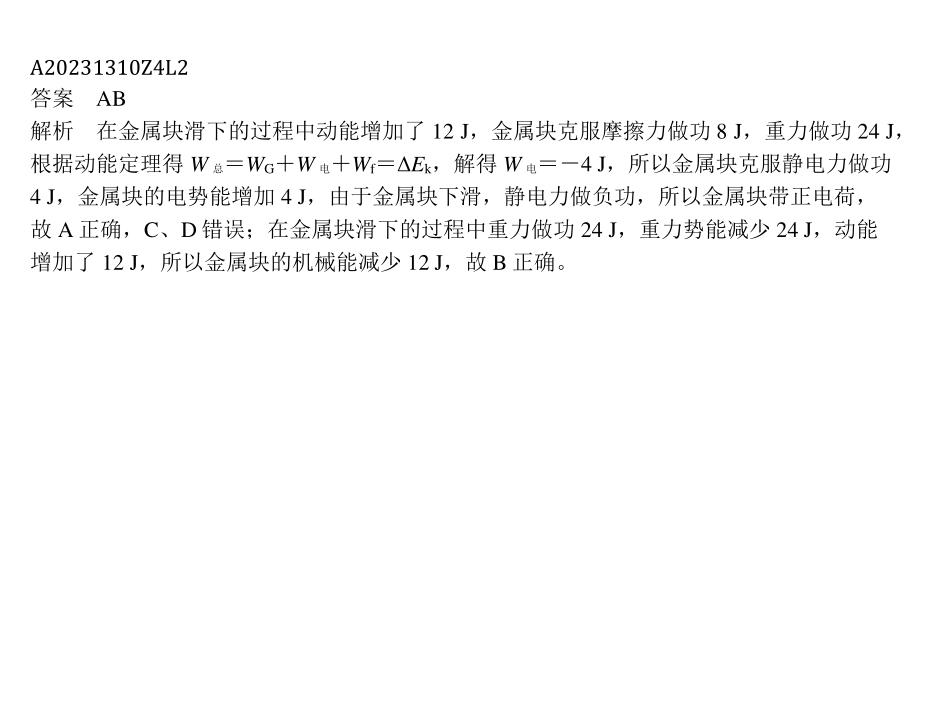 A20231310Z4L2
答案　AB
解析　在金属块滑下的过程中动能增加了 12 J，金属块克服摩擦力做功 8 J，重力做功 24 J，
根据动能定理得 W总＝WG＋W电＋Wf＝ΔEk，解得 W电＝－4 J，所以金属块克服静电力做功
4 J，金属块的电势能增加 4 J，由于金属块下滑，静电力做负功，所以金属块带正电荷，
故 A 正确，C、D 错误；在金属块滑下的过程中重力做功 24 J，重力势能减少 24 J，动能
增加了 12 J，所以金属块的机械能减少 12 J，故 B 正确。